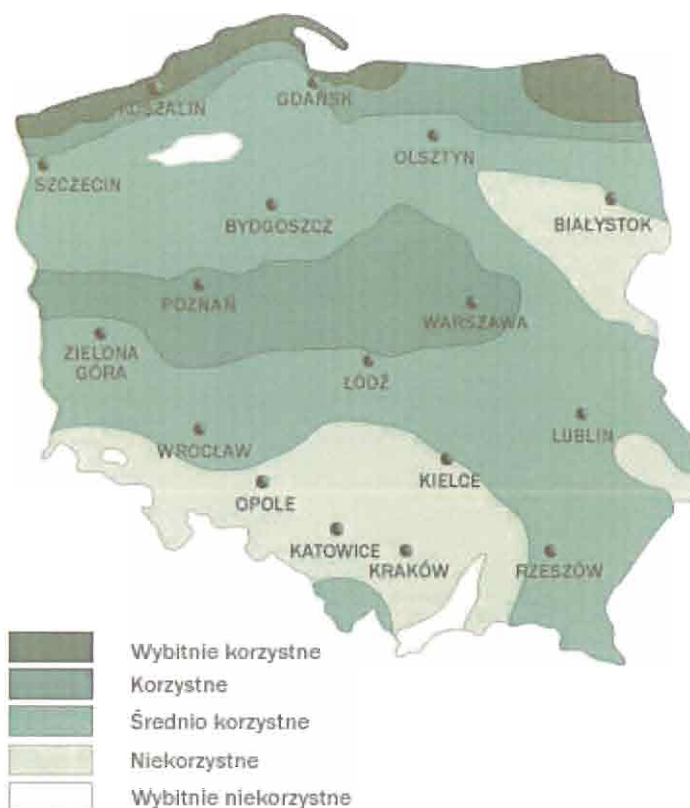 KOSZALIN
GDAŃSK
OLSZTYN
SZCZECIN
BYDGOSZCZ
BIAŁYSTOK
POZNAŃ
WARSZAWA
ZIELONA
GÓRA
ŁÓDŹ
WROCŁAW
LUBLIN
OPOLE
KIELCE
KATOWICE
KRAKÓW
RZESZÓW
Wybitnie korzystne
Korzystne
Średnio korzystne
Niekorzystne
Wybitnie niekorzystne